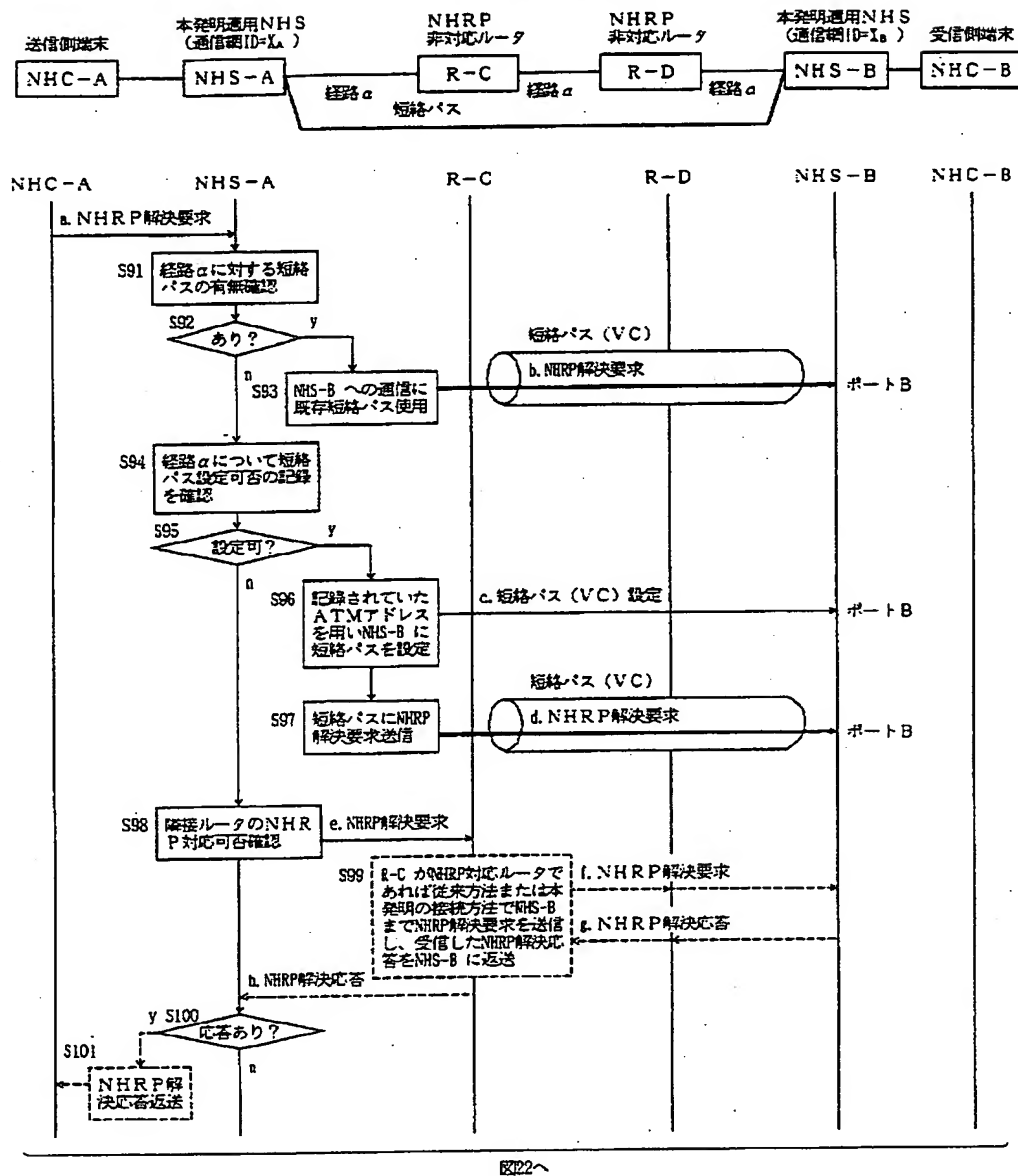 送信側端末
NHC-A
本発明適用NHS
(通信網ID=XA)
NHS-A
NHRP
非対応ルータ
R-C
NHRP
非対応ルータ
R-D
本発明適用NHS
(通信網ID=XB)
NHS-B
受信側端末
NHC-B
経路α
経路α
経路α
短絡パス
NHC-A
NHS-A
R-C
R-D
NHS-B
NHC-B
a. NHRP解決要求
S91
経路αに対する短絡
パスの有無確認
S92
あり?
y
n
S93
NHS-B への通信に
既存短絡パス使用
短絡パス(VC)
b. NHRP解決要求
ポートB
S94
経路αについて短絡
パス設定可否の記録
を確認
S95
設定可?
y
n
S96
記録されていた
ATMアドレス
を用いNHS-B に
短絡パスを設定
c. 短絡パス(VC)設定
ポートB
S97
短絡パスにNHRP
解決要求送信
短絡パス(VC)
d. NHRP解決要求
ポートB
S98
隣接ルータのNHR
P対応可否確認
e. NHRP解決要求
S99
R-C がNHRP対応ルータで
あれば従来方法または本
発明の接続方法でNHS-B
までNHRP解決要求を送信
し、受信したNHRP解決応
答をNHS-B に返送
f. NHRP解決要求
g. NHRP解決応答
h. NHRP解決応答
y S100
応答あり?
n
S101
NHRP解
決応答返送
図22へ